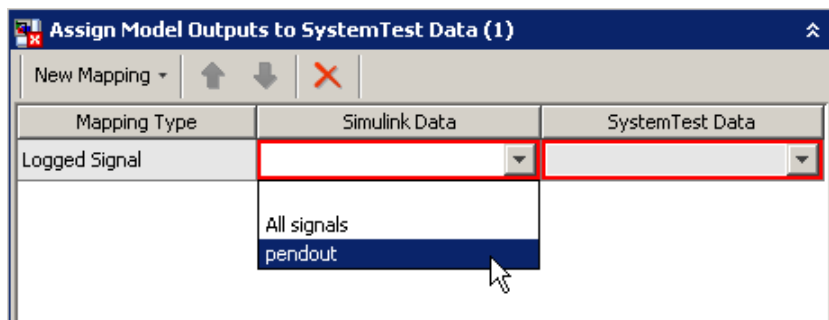 Assign Model Outputs to SystemTest Data (1)
New Mapping
Mapping Type Simulink Data SystemTest Data
Logged Signal
All signals
pendout